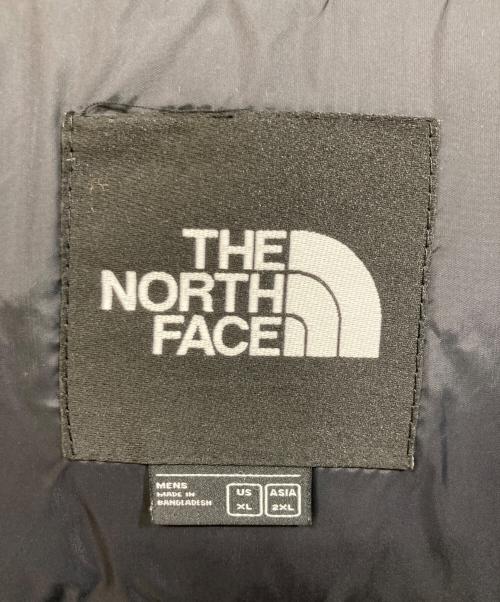 THE
NORTH
FACE
MENS
MADE IN
BANGLADESH
US
XL
ASIA
2XL